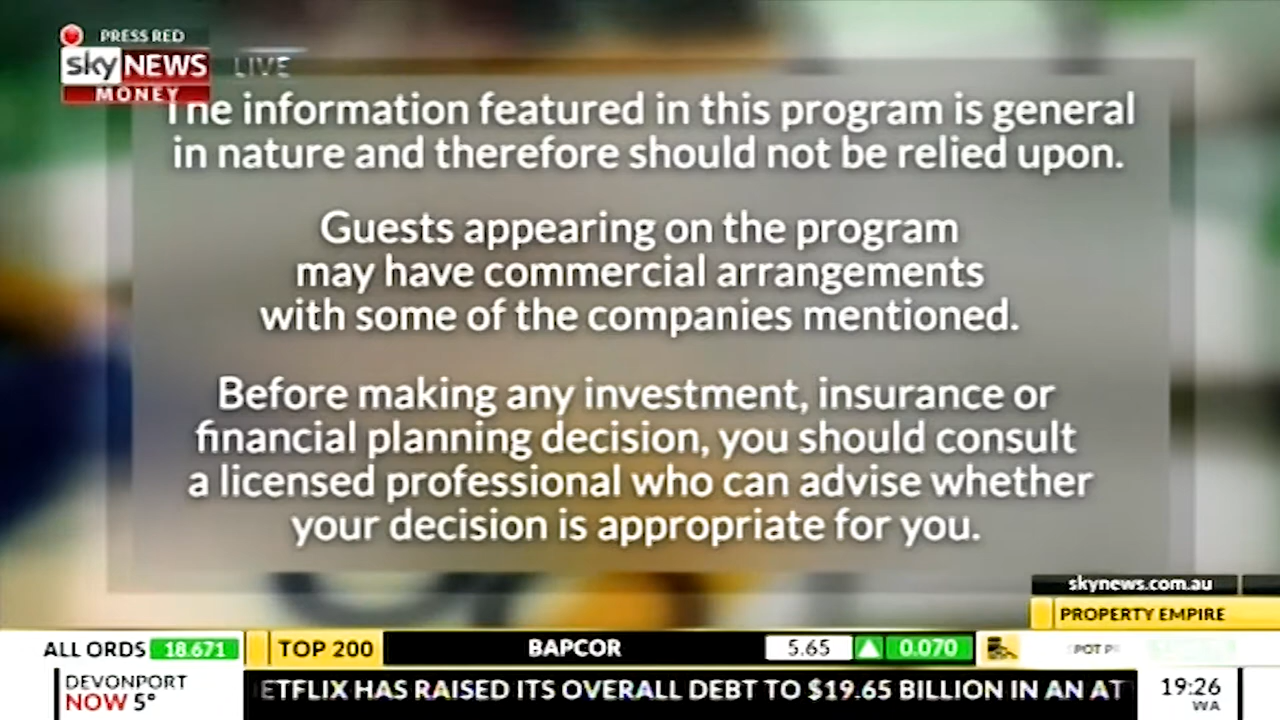 PRESS RED
sky NEWS LIVE
MONEY
The information featured in this program is general
in nature and therefore should not be relied upon.
Guests appearing on the program
may have commercial arrangements
with some of the companies mentioned.
Before making any investment, insurance or
financial planning decision, you should consult
a licensed professional who can advise whether
your decision is appropriate for you.
skynews.com.au
PROPERTY EMPIRE
ALL ORDS 18.671 TOP 200 BAPCOR 5.65 0.070 POT P
DEVONPORT
NOW 5°
ETFLIX HAS RAISED ITS OVERALL DEBT TO $19.65 BILLION IN AN AT
19:26
WA